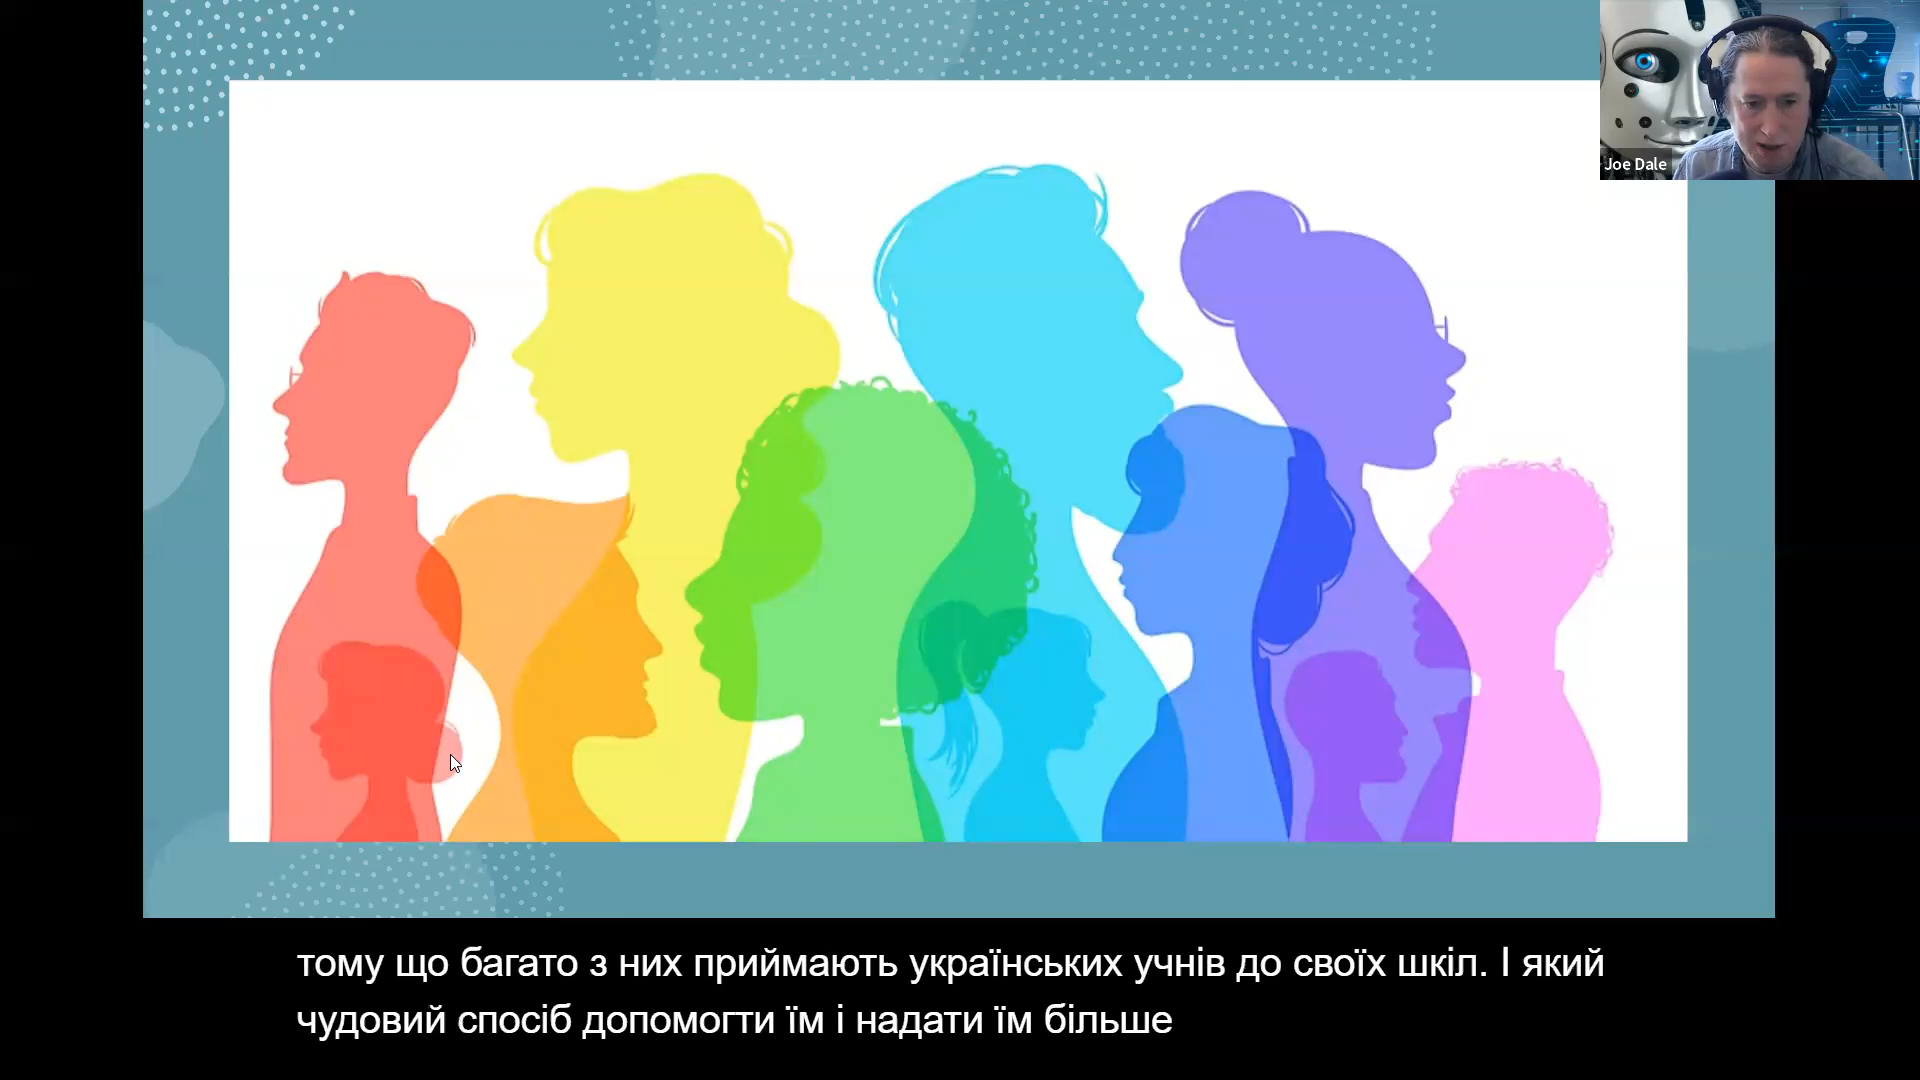 Joe Dale
тому що багато з них приймають українських учнів до своїх шкіл. І який
чудовий спосіб допомогти їм і надати їм більше